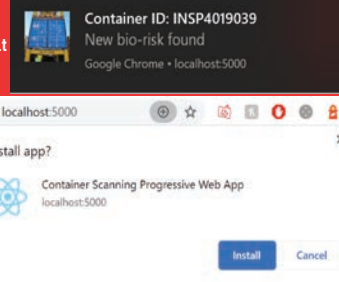 Container ID: INSP4019039
New bio-risk found
Google Chrome • localhost:5000
localhost:5000
stall app?
Container Scanning Progressive Web App
localhost:5000
Install Cancel